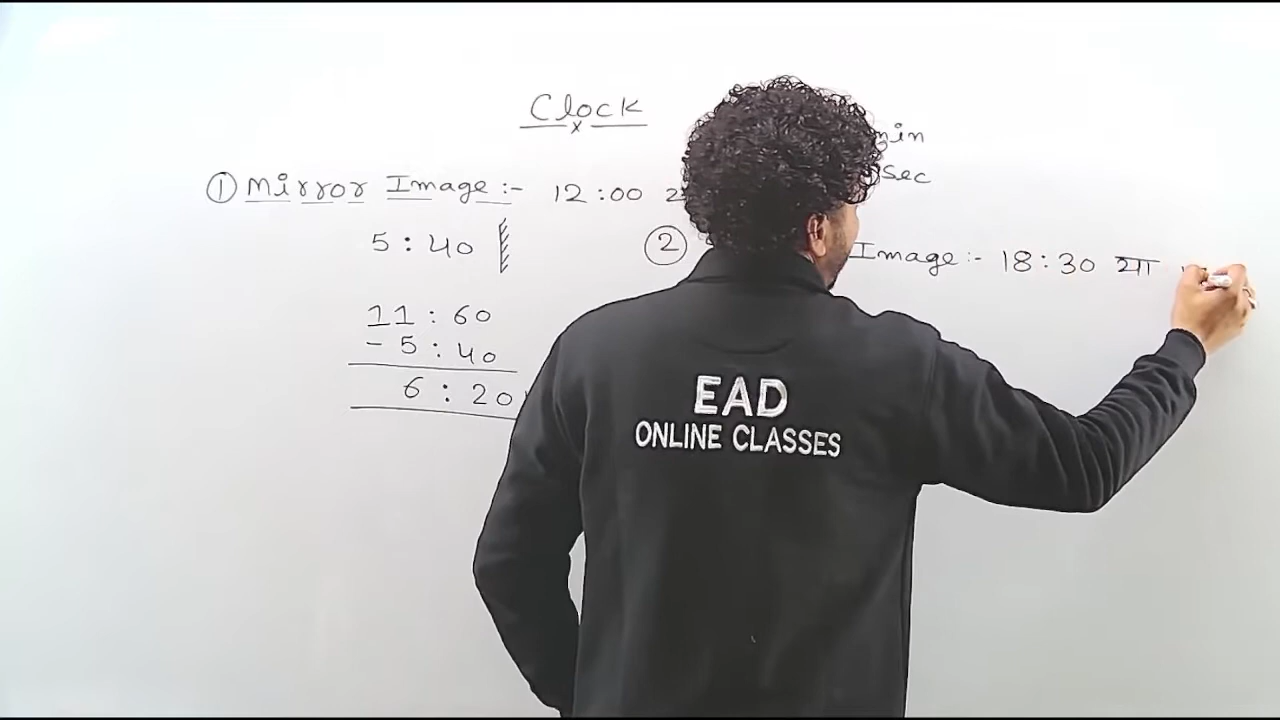 Clock
x
min
Sec
① Mirror Image :- 12:00
② Image :- 18:30 या
5 : 40
11 : 60
- 5 : 40
6 : 20
EAD
ONLINE CLASSES